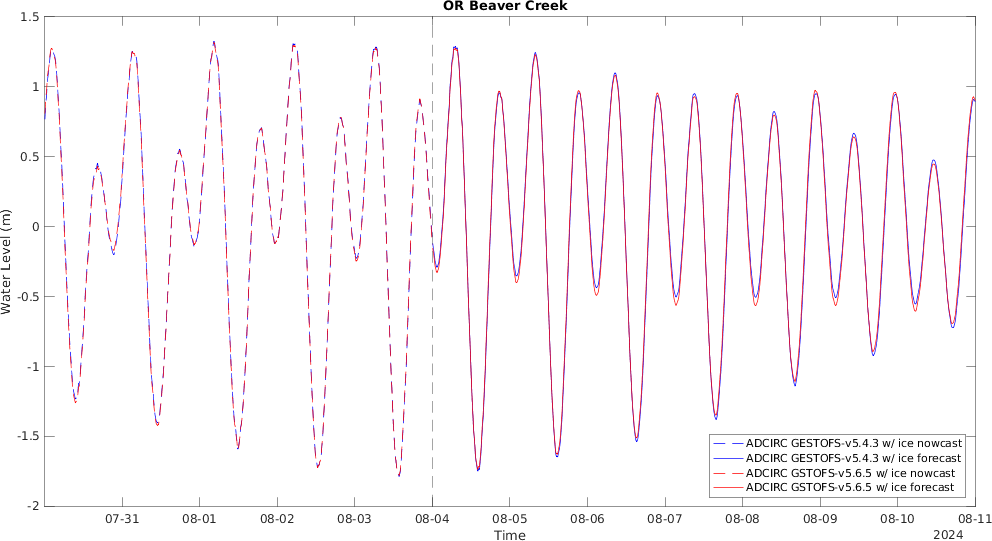 OR Beaver Creek
1.5
1
0.5
0
-0.5
-1
-1.5
-2
Water Level (m)
ADCIRC GESTOFS-v5.4.3 w/ ice nowcast
ADCIRC GESTOFS-v5.4.3 w/ ice forecast
ADCIRC GSTOFS-v5.6.5 w/ ice nowcast
ADCIRC GSTOFS-v5.6.5 w/ ice forecast
07-31 08-01 08-02 08-03 08-04 08-05 08-06 08-07 08-08 08-09 08-10 08-11
Time
2024